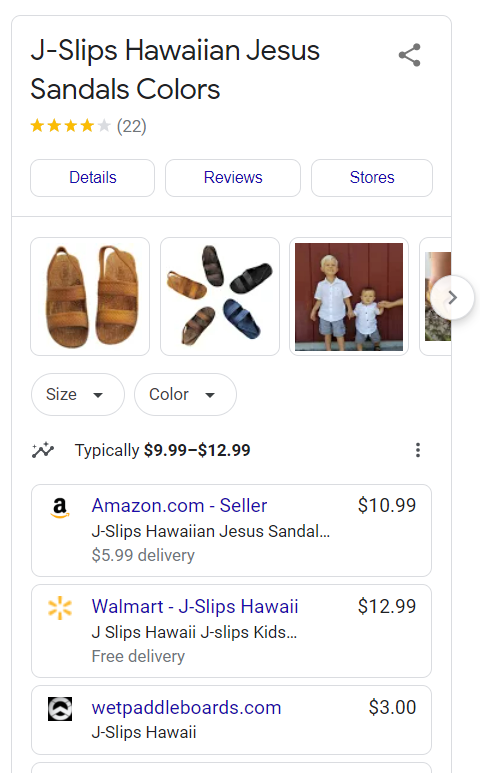 J-Slips Hawaiian Jesus
Sandals Colors
(22)
Details Reviews Stores
Size Color
Typically $9.99–$12.99
a Amazon.com - Seller $10.99
J-Slips Hawaiian Jesus Sandal...
$5.99 delivery
Walmart - J-Slips Hawaii $12.99
J Slips Hawaii J-slips Kids...
Free delivery
wetpaddleboards.com $3.00
J-Slips Hawaii